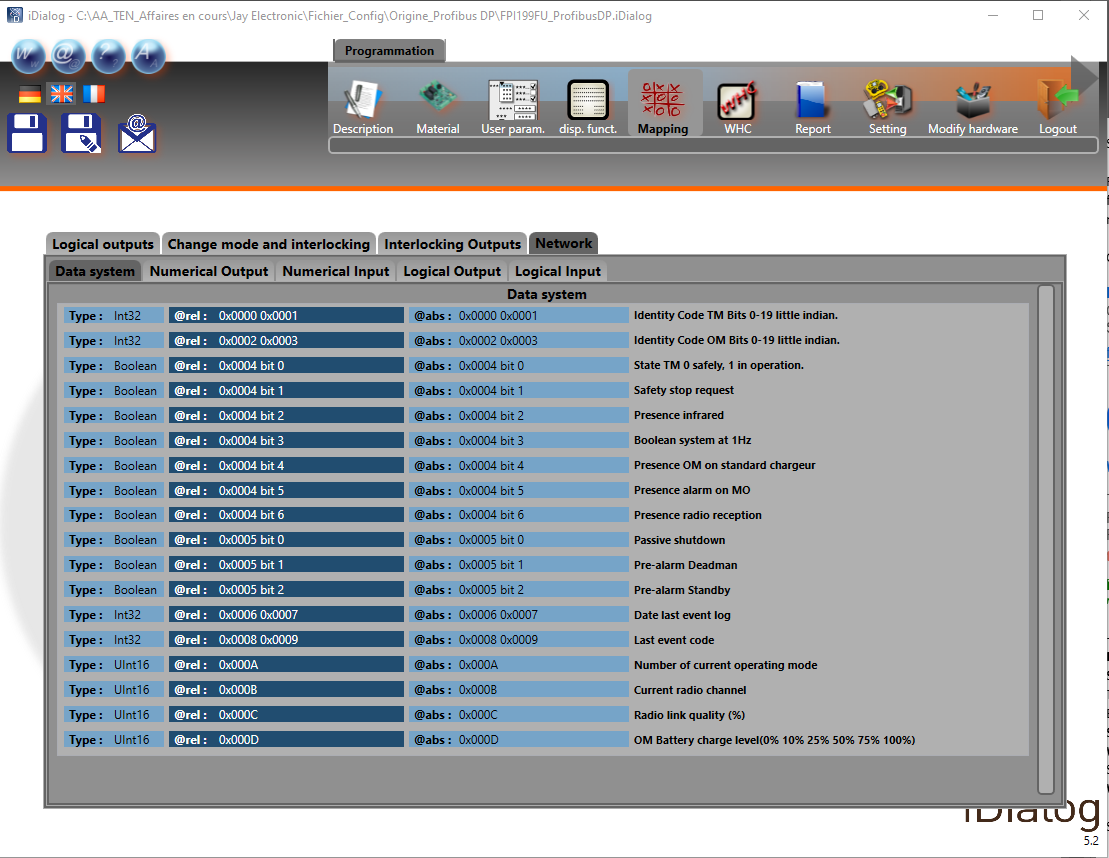 iDialog - C:\AA_TEN_Affaires en cours\Jay Electronic\Fichier_Config\Origine_Profibus DP\FPI199FU_ProfibusDP.iDialog
Programmation
Description Material User param. disp. funct. Mapping WHC Report Setting Modify hardware Logout
Logical outputs Change mode and interlocking Interlocking Outputs Network
Data system Numerical Output Numerical Input Logical Output Logical Input
Data system
Type : Int32 @rel : 0x0000 0x0001 @abs : 0x0000 0x0001 Identity Code TM Bits 0-19 little indian.
Type : Int32 @rel : 0x0002 0x0003 @abs : 0x0002 0x0003 Identity Code OM Bits 0-19 little indian.
Type : Boolean @rel : 0x0004 bit 0 @abs : 0x0004 bit 0 State TM 0 safely, 1 in operation.
Type : Boolean @rel : 0x0004 bit 1 @abs : 0x0004 bit 1 Safety stop request
Type : Boolean @rel : 0x0004 bit 2 @abs : 0x0004 bit 2 Presence infrared
Type : Boolean @rel : 0x0004 bit 3 @abs : 0x0004 bit 3 Boolean system at 1Hz
Type : Boolean @rel : 0x0004 bit 4 @abs : 0x0004 bit 4 Presence OM on standard chargeur
Type : Boolean @rel : 0x0004 bit 5 @abs : 0x0004 bit 5 Presence alarm on MO
Type : Boolean @rel : 0x0004 bit 6 @abs : 0x0004 bit 6 Presence radio reception
Type : Boolean @rel : 0x0005 bit 0 @abs : 0x0005 bit 0 Passive shutdown
Type : Boolean @rel : 0x0005 bit 1 @abs : 0x0005 bit 1 Pre-alarm Deadman
Type : Boolean @rel : 0x0005 bit 2 @abs : 0x0005 bit 2 Pre-alarm Standby
Type : Int32 @rel : 0x0006 0x0007 @abs : 0x0006 0x0007 Date last event log
Type : Int32 @rel : 0x0008 0x0009 @abs : 0x0008 0x0009 Last event code
Type : UInt16 @rel : 0x000A @abs : 0x000A Number of current operating mode
Type : UInt16 @rel : 0x000B @abs : 0x000B Current radio channel
Type : UInt16 @rel : 0x000C @abs : 0x000C Radio link quality (%)
Type : UInt16 @rel : 0x000D @abs : 0x000D OM Battery charge level(0% 10% 25% 50% 75% 100%)
iDialog
5.2